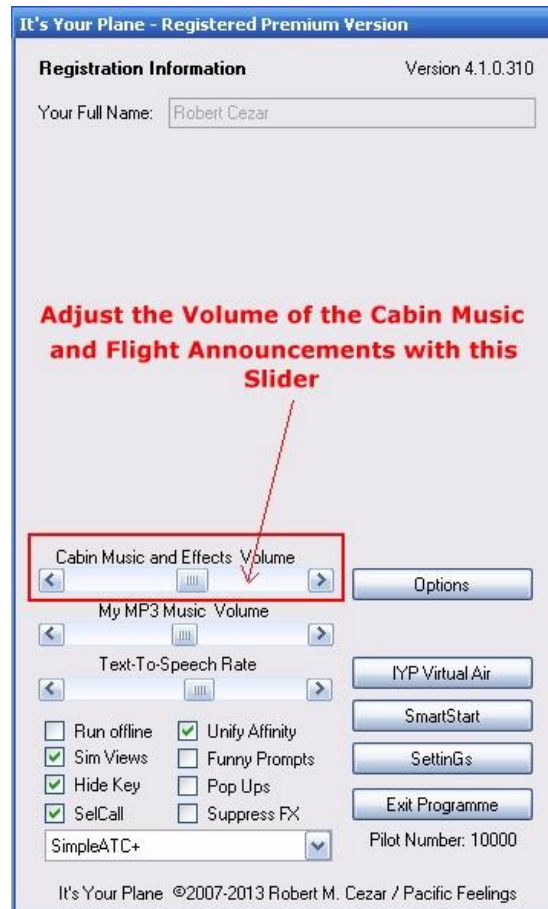 It's Your Plane - Registered Premium Version
Registration Information Version 4.1.0.310
Your Full Name: Robert Cezar
Adjust the Volume of the Cabin Music
and Flight Announcements with this
Slider
Cabin Music and Effects Volume
Options
My MP3 Music Volume
Text-To-Speech Rate
IYP Virtual Air
SmartStart
Run offline Unify Affinity
Sim Views Funny Prompts
SettinGs
Hide Key Pop Ups
Exit Programme
SelCall Suppress FX
SimpleATC+
Pilot Number: 10000
It's Your Plane ©2007-2013 Robert M. Cezar / Pacific Feelings